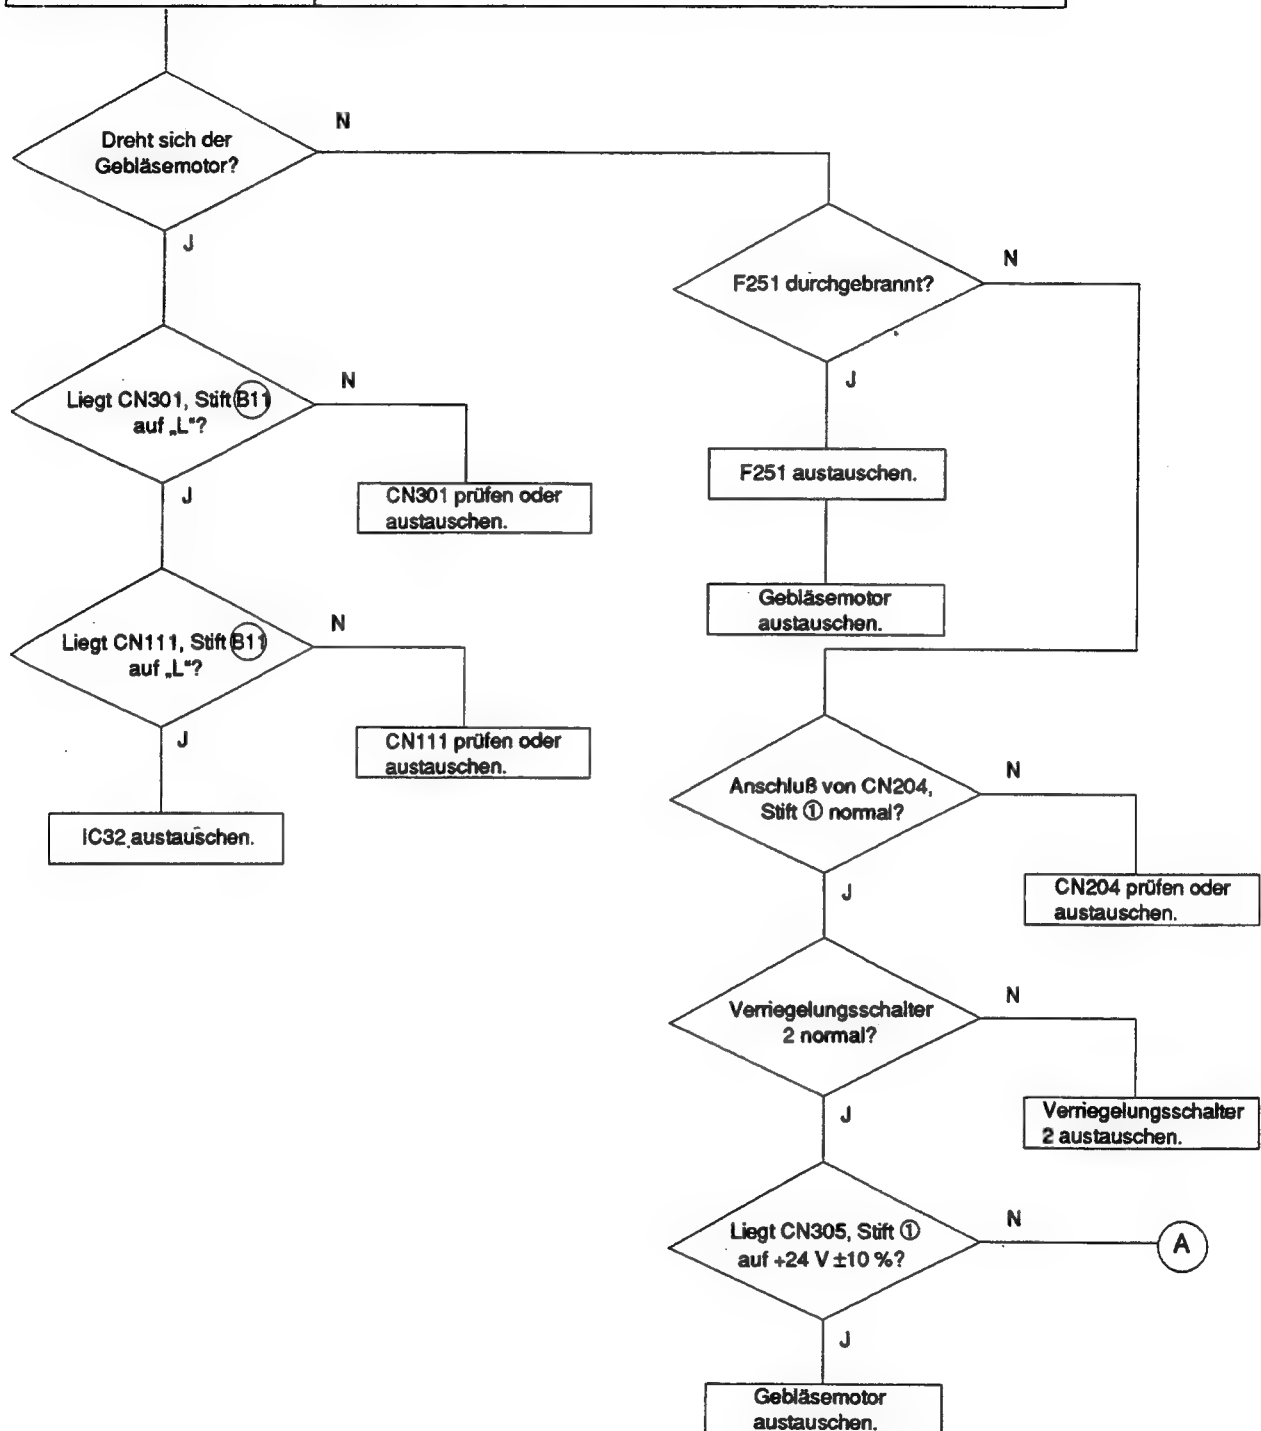 Dreht sich der
Gebläsemotor?
N
J
Liegt CN301, Stift B11
auf „L“?
N
CN301 prüfen oder
austauschen.
J
Liegt CN111, Stift B11
auf „L“?
N
CN111 prüfen oder
austauschen.
J
IC32 austauschen.
F251 durchgebrannt?
N
J
F251 austauschen.
Gebläsemotor
austauschen.
Anschluß von CN204,
Stift ① normal?
N
CN204 prüfen oder
austauschen.
J
Verriegelungsschalter
2 normal?
N
Verriegelungsschalter
2 austauschen.
J
Liegt CN305, Stift ①
auf +24 V ±10 %?
N
A
J
Gebläsemotor
austauschen.